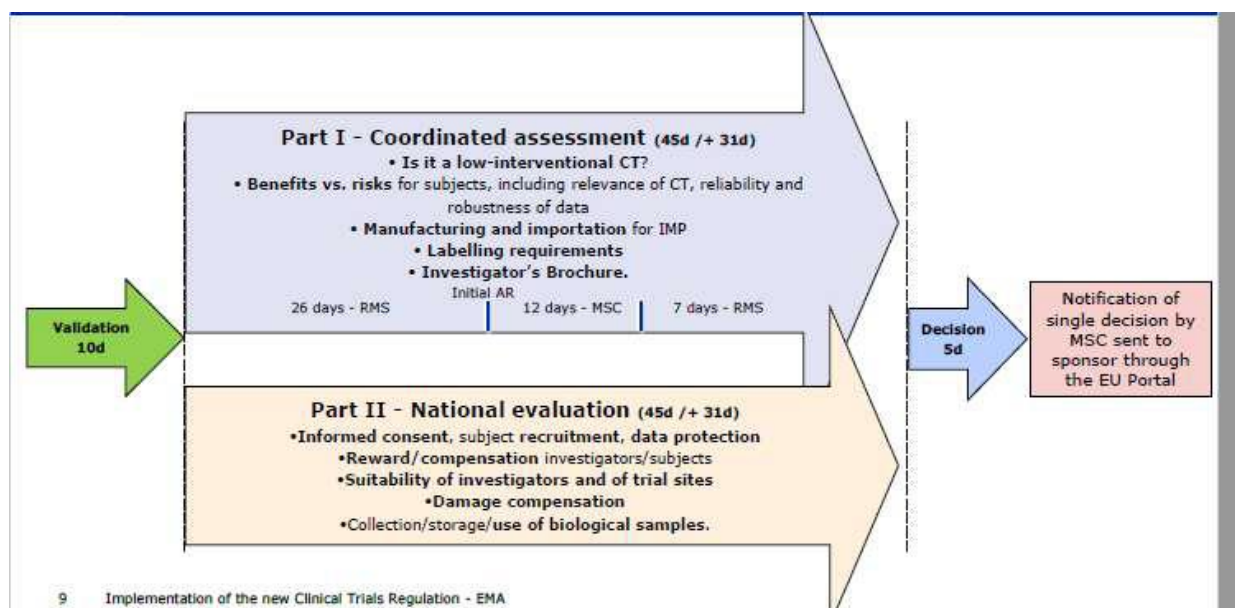 Part I - Coordinated assessment (45d /+ 31d)
• Is it a low-interventional CT?
• Benefits vs. risks for subjects, including relevance of CT, reliability and
robustness of data
• Manufacturing and importation for IMP
• Labelling requirements
• Investigator's Brochure.
Initial AR
26 days - RMS
12 days - MSC
7 days - RMS
Validation
10d
Part II - National evaluation (45d /+ 31d)
•Informed consent, subject recruitment, data protection
•Reward/compensation investigators/subjects
•Suitability of investigators and of trial sites
•Damage compensation
•Collection/storage/use of biological samples.
Decision
5d
Notification of
single decision by
MSC sent to
sponsor through
the EU Portal
9 Implementation of the new Clinical Trials Regulation - EMA